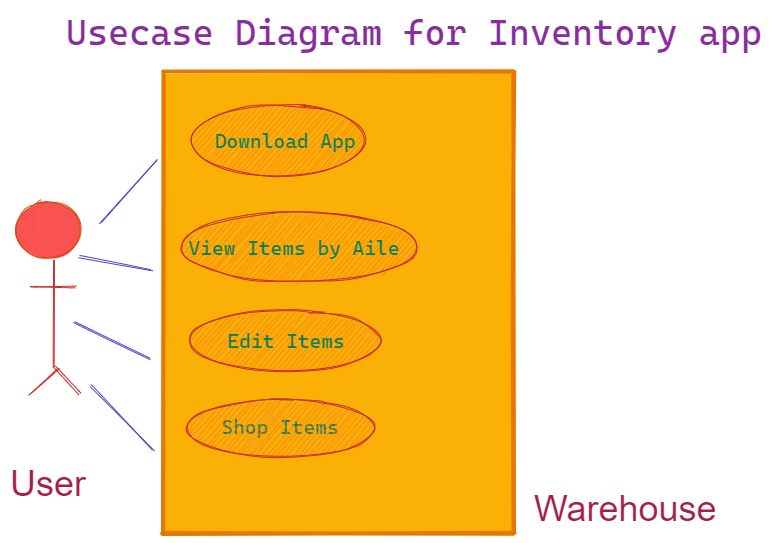 Usecase Diagram for Inventory app
Download App
View Items by Aile
Edit Items
Shop Items
User
Warehouse